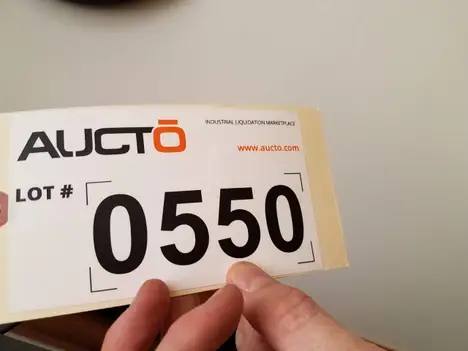 AUCTŌ
INDUSTRIAL LIQUIDATION MARKETPLACE
www.aucto.com
LOT #
0550